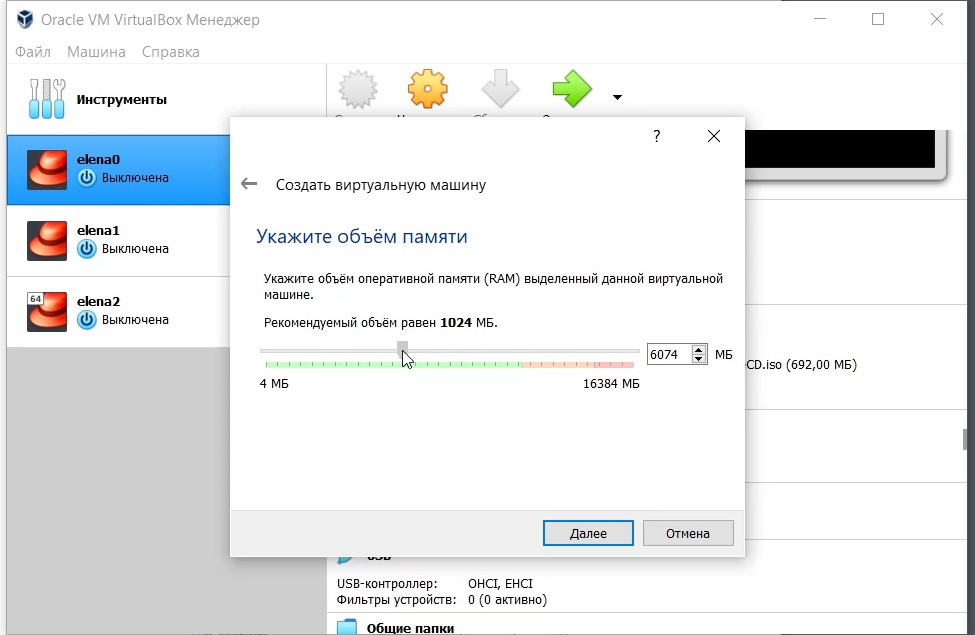 Oracle VM VirtualBox Менеджер
Файл Машина Справка
Инструменты
elena0
Выключена
elena1
Выключена
64
elena2
Выключена
?
Создать виртуальную машину
Укажите объём памяти
Укажите объём оперативной памяти (RAM) выделенный данной виртуальной
машине.
Рекомендуемый объём равен 1024 МБ.
6074 МБ
4 МБ 16384 МБ
Далее Отмена
CD.iso (692,00 МБ)
USB
USB-контроллер: OHCI, EHCI
Фильтры устройств: 0 (0 активно)
Общие папки